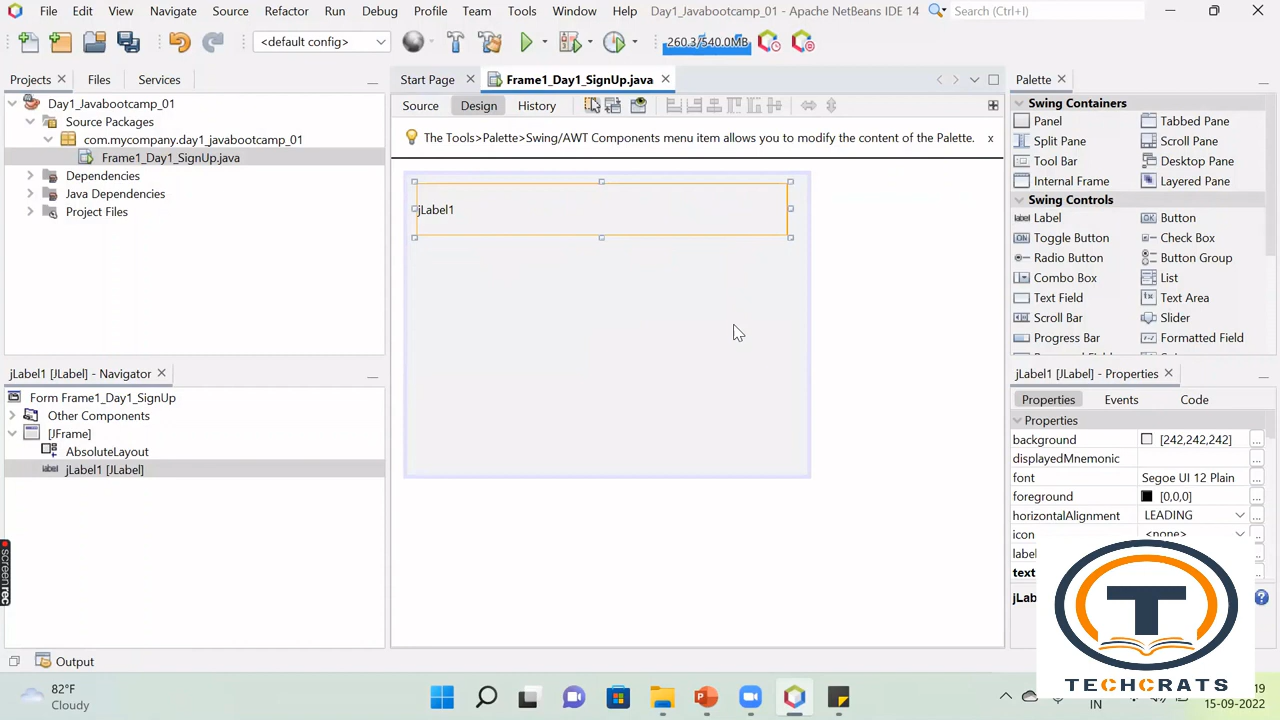 File Edit View Navigate Source Refactor Run Debug Profile Team Tools Window Help Day1_Javabootcamp_01 - Apache NetBeans IDE 14 Search (Ctrl+I)
<default config> 260.3/540.0MB
Projects Files Services
Day1_Javabootcamp_01
Source Packages
com.mycompany.day1_javabootcamp_01
Frame1_Day1_SignUp.java
Dependencies
Java Dependencies
Project Files
jLabel1 [JLabel] - Navigator
Form Frame1_Day1_SignUp
Other Components
[JFrame]
AbsoluteLayout
label jLabel1 [JLabel]
Start Page Frame1_Day1_SignUp.java
Source Design History
The Tools>Palette>Swing/AWT Components menu item allows you to modify the content of the Palette. x
jLabel1
Palette
Swing Containers
Panel Tabbed Pane
Split Pane Scroll Pane
Tool Bar Desktop Pane
Internal Frame Layered Pane
Swing Controls
label Label OK Button
ON Toggle Button Check Box
Radio Button Button Group
Combo Box List
Text Field Text Area
Scroll Bar Slider
Progress Bar Formatted Field
jLabel1 [JLabel] - Properties
Properties Events Code
Properties
background [242,242,242] ...
displayedMnemonic ...
font Segoe UI 12 Plain ...
foreground [0,0,0] ...
horizontalAlignment LEADING ...
icon <none> ...
text
T
TECHCRATS
screenrec
Output
82°F
Cloudy
IN
15-09-2022